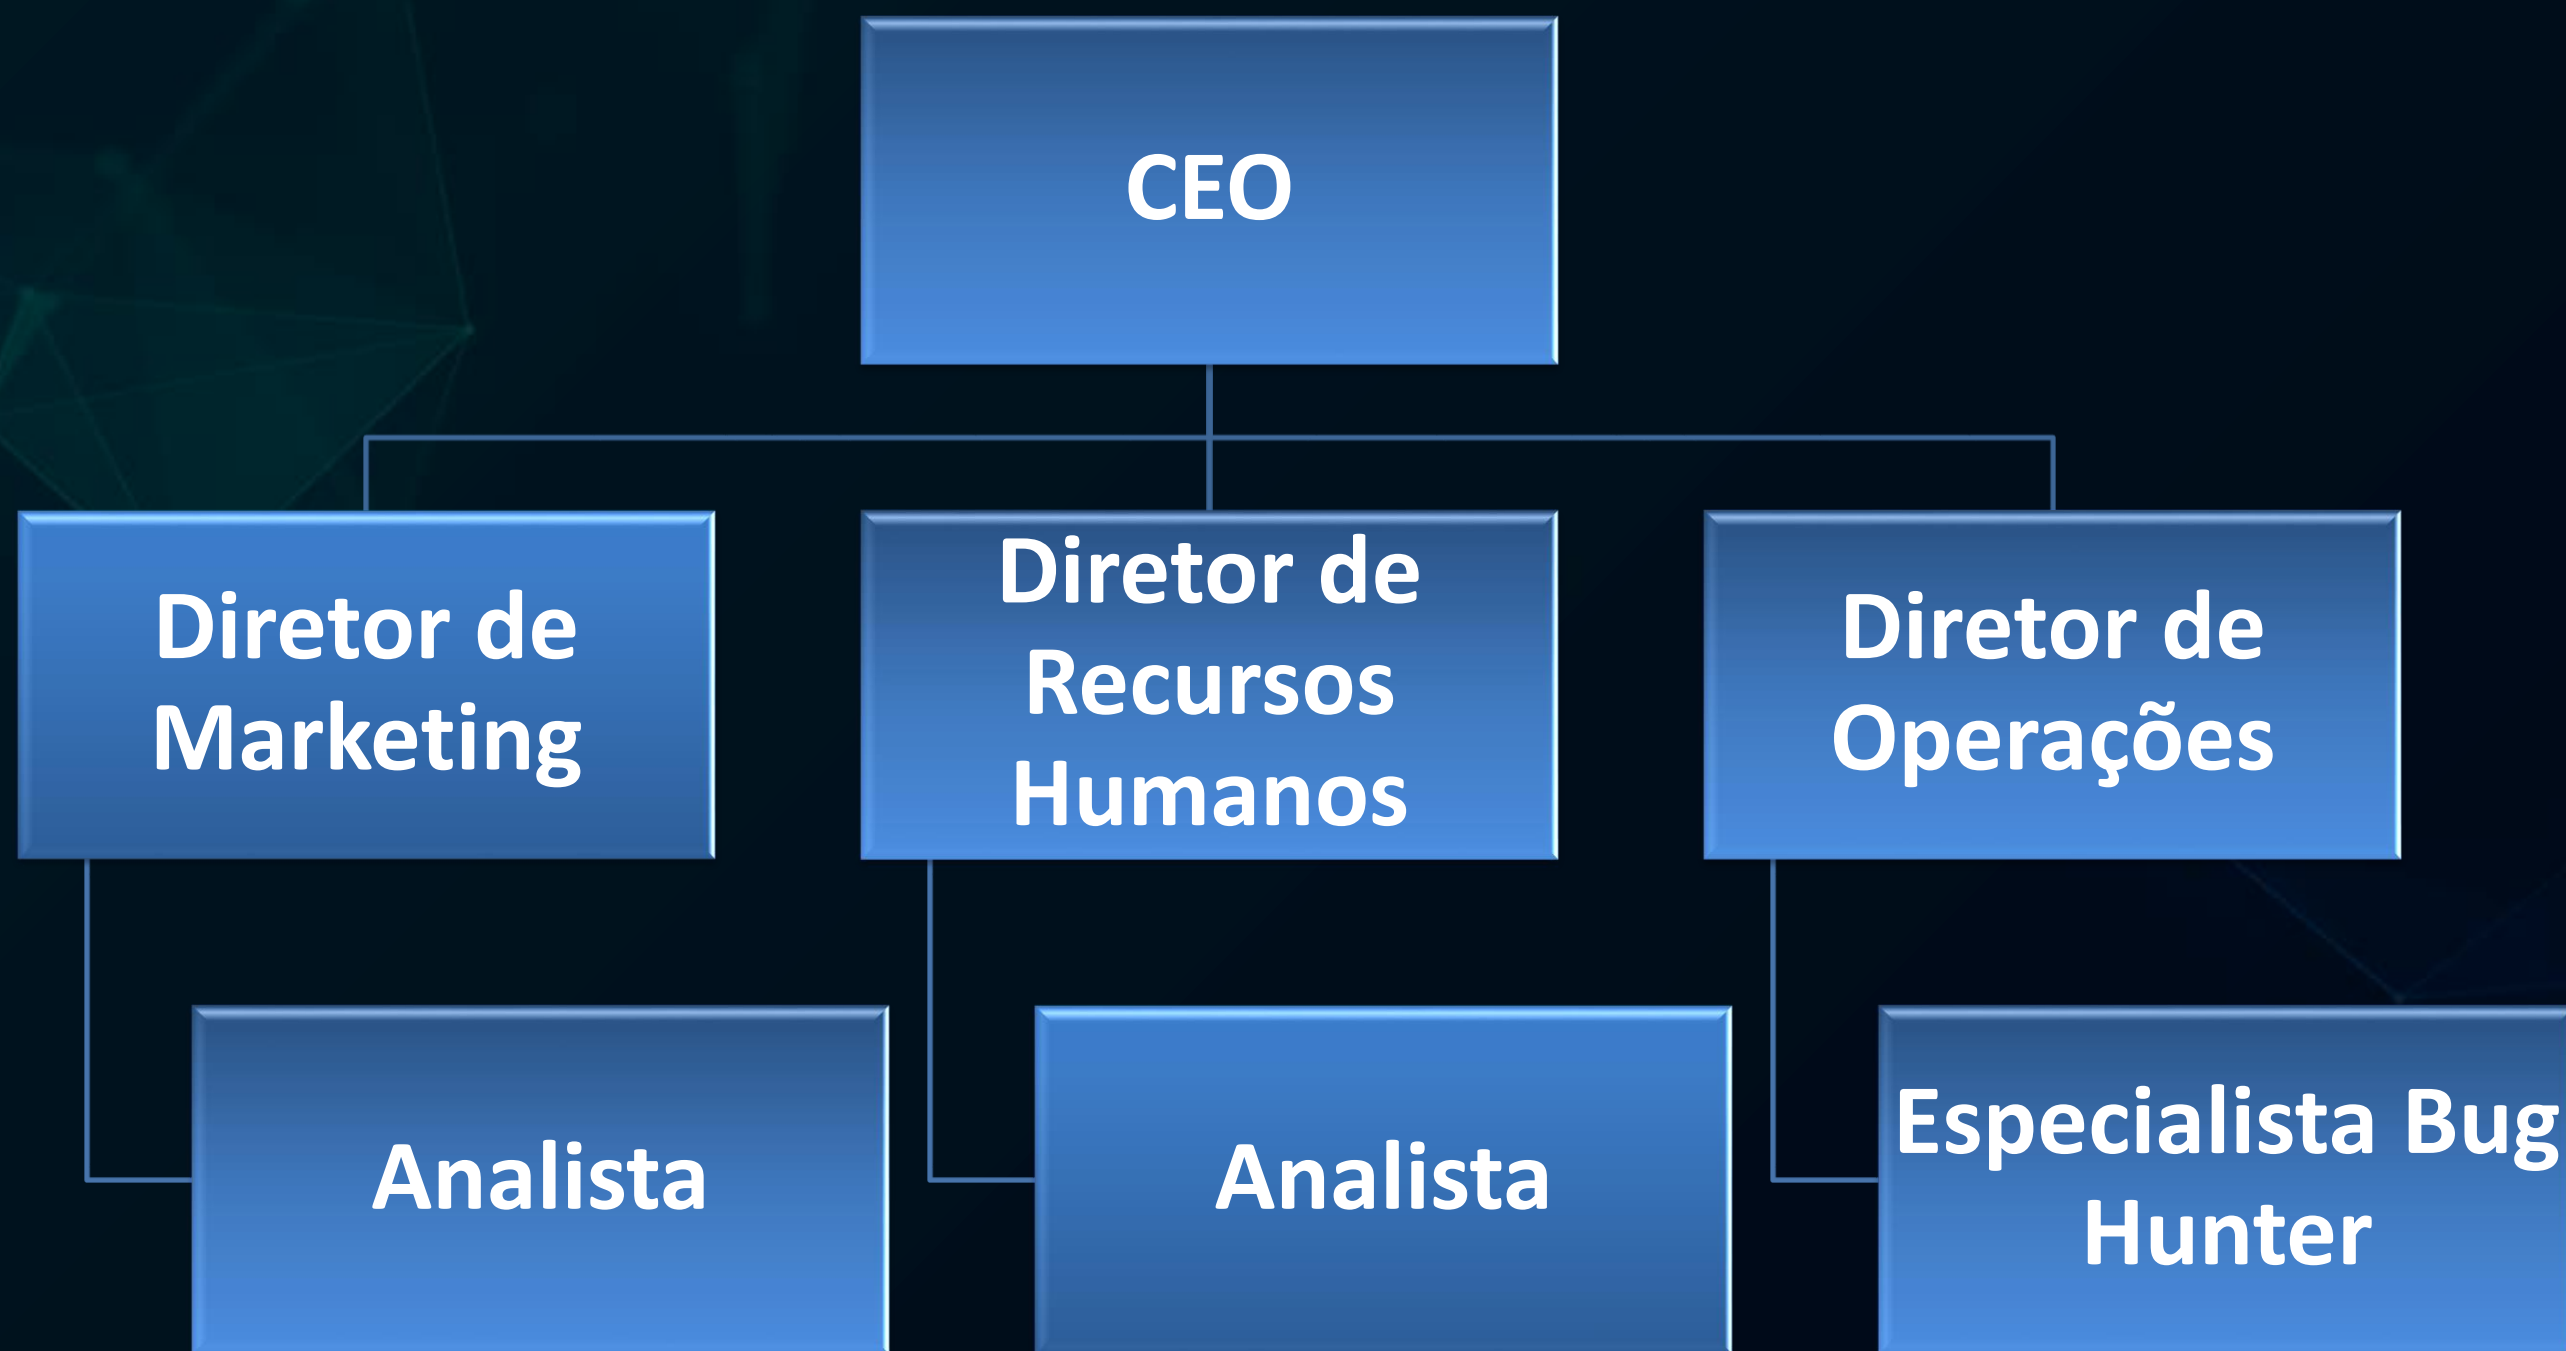 CEO
Diretor de
Marketing
Diretor de
Recursos
Humanos
Diretor de
Operações
Analista
Analista
Especialista Bug
Hunter